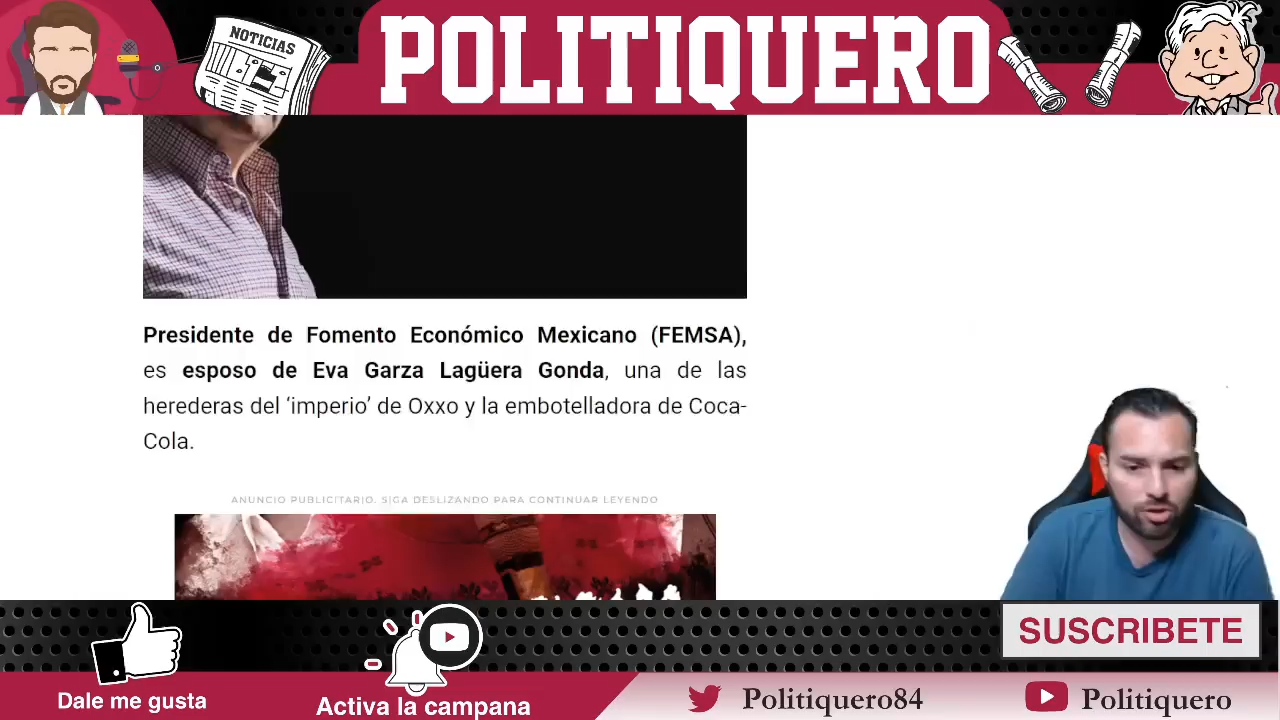 NOTICIAS
POLITIQUERO
Presidente de Fomento Económico Mexicano (FEMSA),
es esposo de Eva Garza Lagüera Gonda, una de las
herederas del ‘imperio’ de Oxxo y la embotelladora de Coca-
Cola.
ANUNCIO PUBLICITARIO. SIGA DESLIZANDO PARA CONTINUAR LEYENDO
SUSCRIBETE
Dale me gusta
Activa la campana
Politiquero84
Politiquero